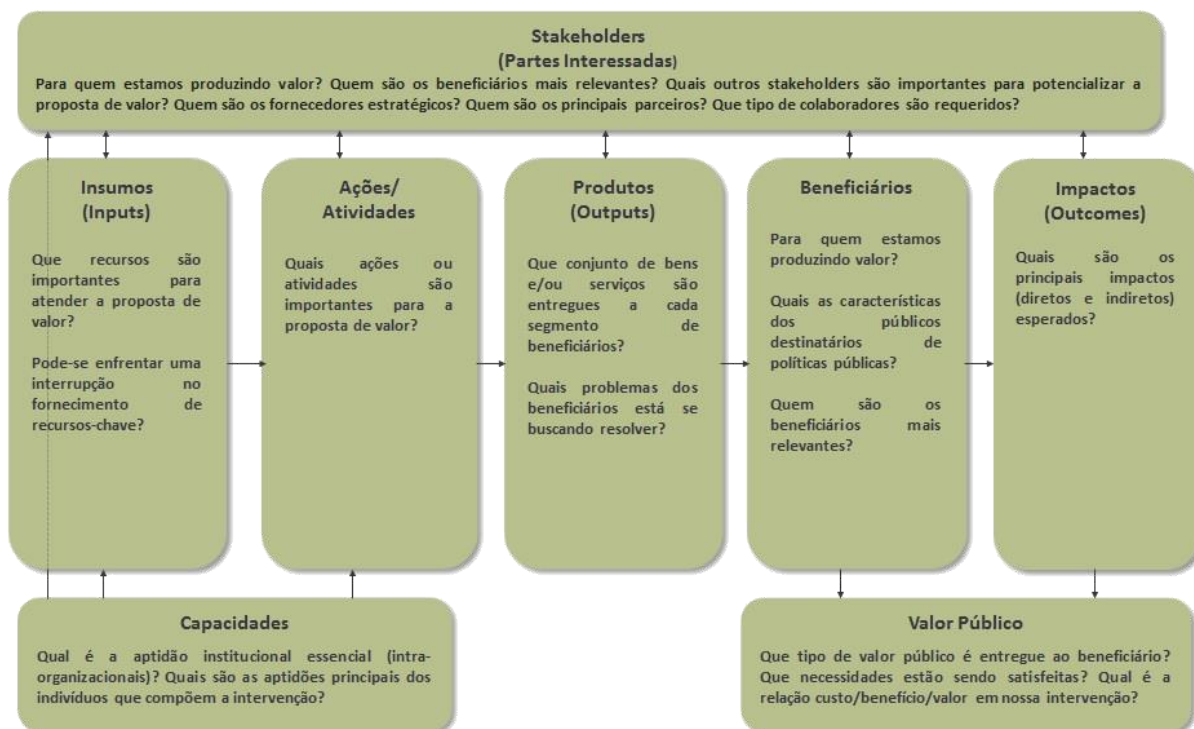 Stakeholders
(Partes Interessadas)
Para quem estamos produzindo valor? Quem são os beneficiários mais relevantes? Quais outros stakeholders são importantes para potencializar a
proposta de valor? Quem são os fornecedores estratégicos? Quem são os principais parceiros? Que tipo de colaboradores são requeridos?
Insumos
(Inputs)
Que recursos são
importantes para
atender a proposta de
valor?
Pode-se enfrentar uma
interrupção no
fornecimento de
recursos-chave?
Ações/
Atividades
Quais ações ou
atividades são
importantes para a
proposta de valor?
Produtos
(Outputs)
Que conjunto de bens
e/ou serviços são
entregues a cada
segmento de
beneficiários?
Quais problemas dos
beneficiários está se
buscando resolver?
Beneficiários
Para quem estamos
produzindo valor?
Quais as características
dos públicos
destinatários de
políticas públicas?
Quem são os
beneficiários mais
relevantes?
Impactos
(Outcomes)
Quais são os
principais impactos
(diretos e indiretos)
esperados?
Capacidades
Qual é a aptidão institucional essencial (intra-
organizacionais)? Quais são as aptidões principais dos
indivíduos que compõem a intervenção?
Valor Público
Que tipo de valor público é entregue ao beneficiário?
Que necessidades estão sendo satisfeitas? Qual é a
relação custo/benefício/valor em nossa intervenção?